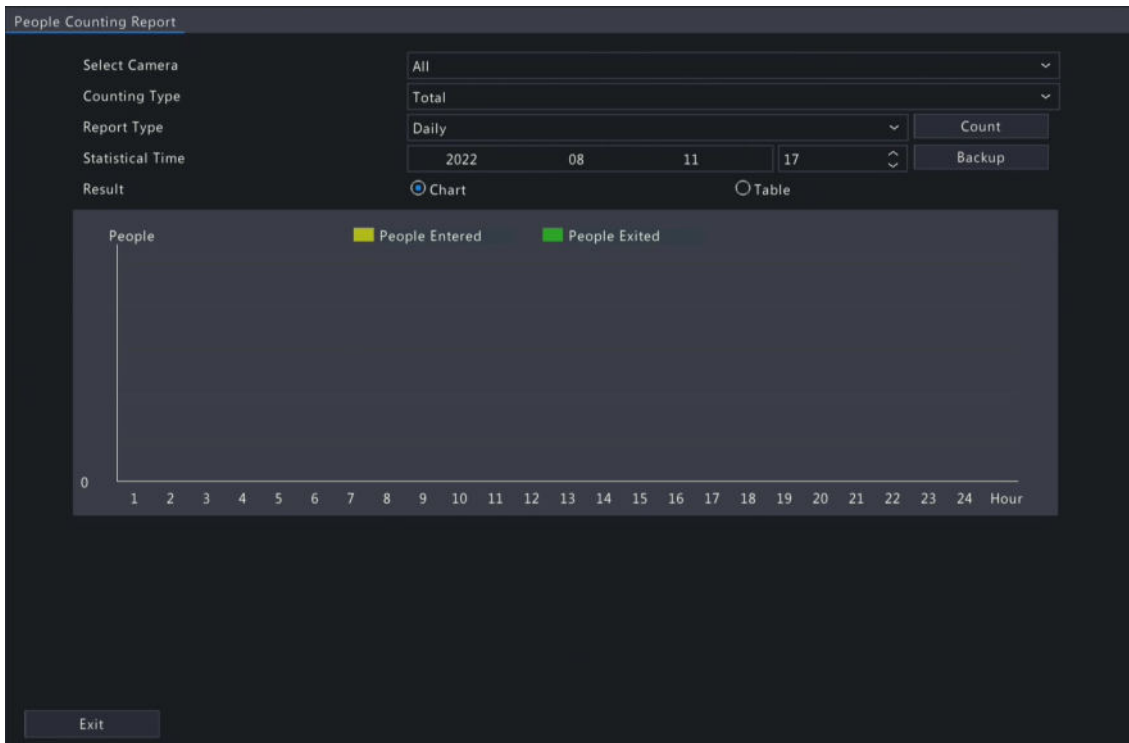 People Counting Report
Select Camera All
Counting Type Total
Report Type Daily Count
Statistical Time 2022 08 11 17 Backup
Result Chart Table
People People Entered People Exited
0
1 2 3 4 5 6 7 8 9 10 11 12 13 14 15 16 17 18 19 20 21 22 23 24 Hour
Exit